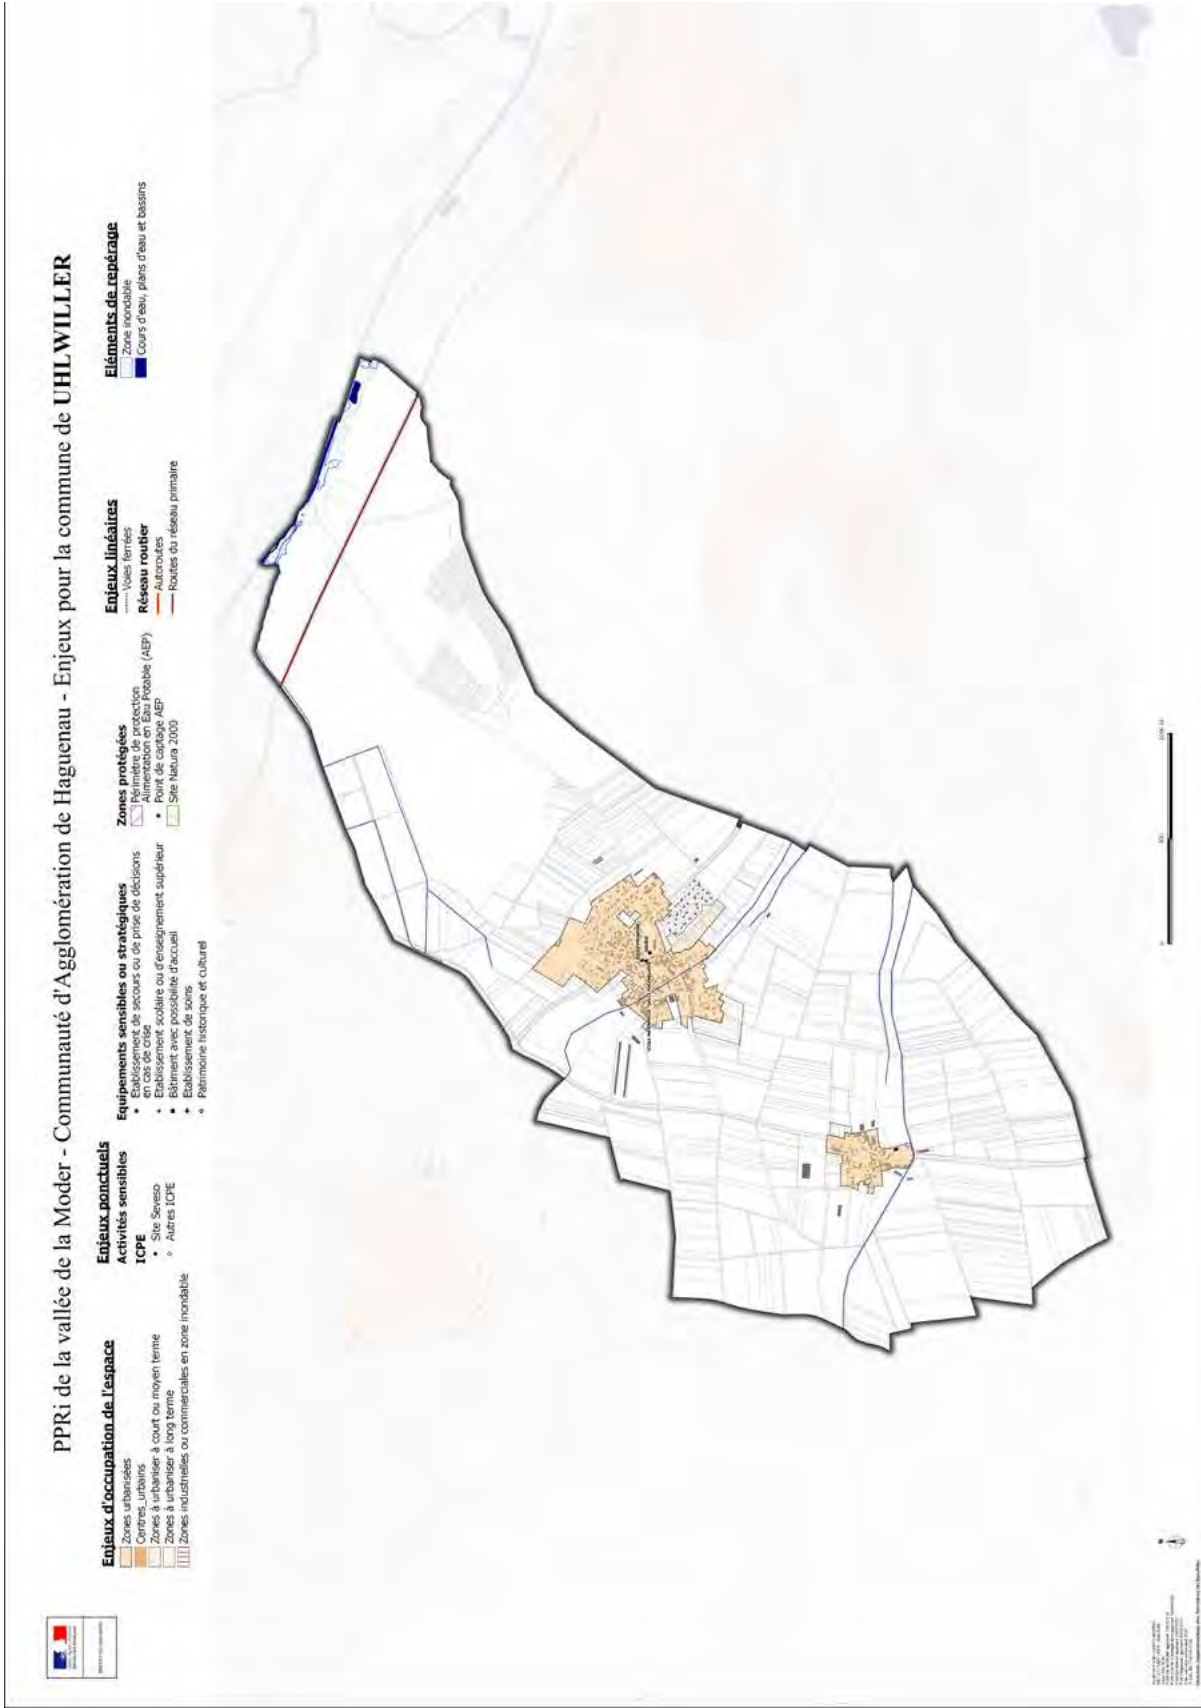 PPRi de la vallée de la Moder - Communauté d'Agglomération de Haguenau - Enjeux pour la commune de UHLWILLER
Enjeux d'occupation de l'espace
Zones urbanisées
Centres_urbains
Zones à urbaniser à court ou moyen terme
Zones à urbaniser à long terme
Zones industrielles ou commerciales en zone inondable
Enjeux ponctuels
Activités sensibles
ICPE
Site Seveso
Autres ICPE
Equipements sensibles ou stratégiques
Etablissement de secours ou de prise de décisions
en cas de crise
Etablissement scolaire ou d'enseignement supérieur
Bâtiment avec possibilité d'accueil
Etablissement de soins
Patrimoine historique et culturel
Zones protégées
Périmètre de protection
Alimentation en Eau Potable (AEP)
Point de captage AEP
Site Natura 2000
Enjeux linéaires
Voies ferrées
Réseau routier
Autoroutes
Routes du réseau primaire
Eléments de repérage
Zone inondable
Cours d'eau, plans d'eau et bassins
N